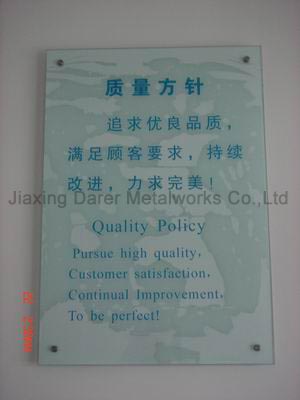 质量方针
追求优良品质，
满足顾客要求，持续
改进，力求完美！
Jiaxing Darer Metalworks Co.,Ltd
Quality Policy
Pursue high quality,
Customer satisfaction,
Continual Improvement,
To be perfect!